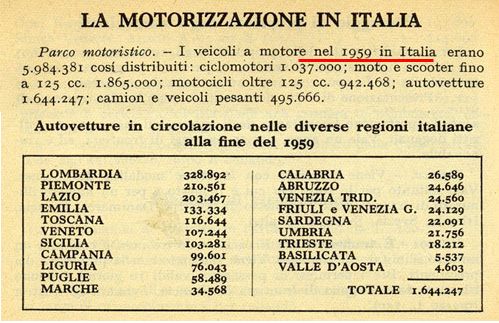 LA MOTORIZZAZIONE IN ITALIA
Parco motoristico. – I veicoli a motore nel 1959 in Italia erano
5.984.381 cosí distribuiti: ciclomotori 1.037.000; moto e scooter fino
a 125 cc. 1.865.000; motocicli oltre 125 cc. 942.468; autovetture
1.644.247; camion e veicoli pesanti 495.666.
Autovetture in circolazione nelle diverse regioni italiane
alla fine del 1959
LOMBARDIA 328.892
PIEMONTE 210.561
LAZIO 203.467
EMILIA 133.334
TOSCANA 116.644
VENETO 107.244
SICILIA 103.281
CAMPANIA 99.601
LIGURIA 76.043
PUGLIE 58.489
MARCHE 34.568
CALABRIA 26.589
ABRUZZO 24.646
VENEZIA TRID. 24.560
FRIULI e VENEZIA G. 24.129
SARDEGNA 22.091
UMBRIA 21.756
TRIESTE 18.212
BASILICATA 5.537
VALLE D'AOSTA 4.603
TOTALE 1.644.247